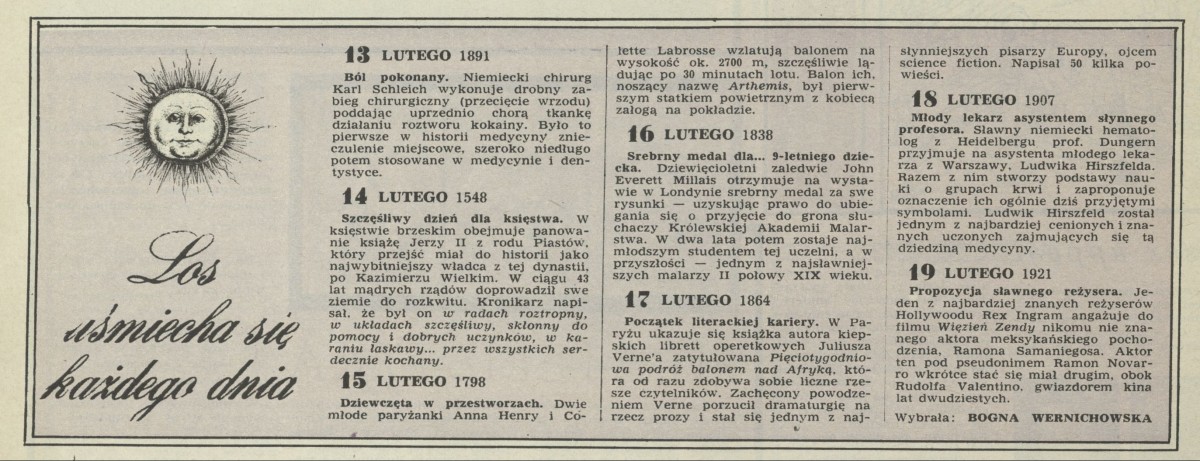 Los
uśmiecha się
każdego dnia
13 LUTEGO 1891
Ból pokonany. Niemiecki chirurg
Karl Schleich wykonuje drobny za-
bieg chirurgiczny (przecięcie wrzodu)
poddając uprzednio chorą tkankę
działaniu roztworu kokainy. Było to
pierwsze w historii medycyny znie-
czulenie miejscowe, szeroko niedługo
potem stosowane w medycynie i den-
tystyce.
14 LUTEGO 1548
Szczęśliwy dzień dla księstwa. W
księstwie brzeskim obejmuje panowa-
nie książę Jerzy II z rodu Piastów,
który przejść miał do historii jako
najwybitniejszy władca z tej dynastii,
po Kazimierzu Wielkim. W ciągu 43
lat mądrych rządów doprowadził swe
ziemie do rozkwitu. Kronikarz napi-
sał, że był on w radach roztropny,
w układach szczęśliwy, skłonny do
pomocy i dobrych uczynków, w ka-
raniu łaskawy... przez wszystkich ser-
decznie kochany.
15 LUTEGO 1798
Dziewczęta w przestworzach. Dwie
młode paryżanki Anna Henry i Co-
lette Labrosse wzlatują balonem na
wysokość ok. 2700 m, szczęśliwie lą-
dując po 30 minutach lotu. Balon ich,
noszący nazwę Arthemis, był pierw-
szym statkiem powietrznym z kobiecą
załogą na pokładzie.
16 LUTEGO 1838
Srebrny medal dla... 9-letniego dzie-
cka. Dziewięcioletni zaledwie John
Everett Millais otrzymuje na wysta-
wie w Londynie srebrny medal za swe
rysunki — uzyskując prawo do ubie-
gania się o przyjęcie do grona słu-
chaczy Królewskiej Akademii Malar-
stwa. W dwa lata potem zostaje naj-
młodszym studentem tej uczelni, a w
przyszłości — jednym z najsławniej-
szych malarzy II połowy XIX wieku.
17 LUTEGO 1864
Początek literackiej kariery. W Pa-
ryżu ukazuje się książka autora kiep-
skich librett operetkowych Juliusza
Verne'a zatytułowana Pięciotygodnio-
wa podróż balonem nad Afryką, któ-
ra od razu zdobywa sobie liczne rze-
sze czytelników. Zachęcony powodze-
niem Verne porzucił dramaturgię na
rzecz prozy i stał się jednym z naj-
słynniejszych pisarzy Europy, ojcem
science fiction. Napisał 50 kilka po-
wieści.
18 LUTEGO 1907
Młody lekarz asystentem słynnego
profesora. Sławny niemiecki hemato-
log z Heidelbergu prof. Dungern
przyjmuje na asystenta młodego leka-
rza z Warszawy, Ludwika Hirszfelda.
Razem z nim stworzy podstawy nau-
ki o grupach krwi i zaproponuje
oznaczenie ich ogólnie dziś przyjętymi
symbolami. Ludwik Hirszfeld został
jednym z najbardziej cenionych i zna-
nych uczonych zajmujących się tą
dziedziną medycyny.
19 LUTEGO 1921
Propozycja sławnego reżysera. Je-
den z najbardziej znanych reżyserów
Hollywoodu Rex Ingram angażuje do
filmu Więzień Zendy nikomu nie zna-
nego aktora meksykańskiego pocho-
dzenia, Ramona Samaniegosa. Aktor
ten pod pseudonimem Ramon Novar-
ro wkrótce stać się miał drugim, obok
Rudolfa Valentino, gwiazdorem kina
lat dwudziestych.
Wybrała: BOGNA WERNICHOWSKA